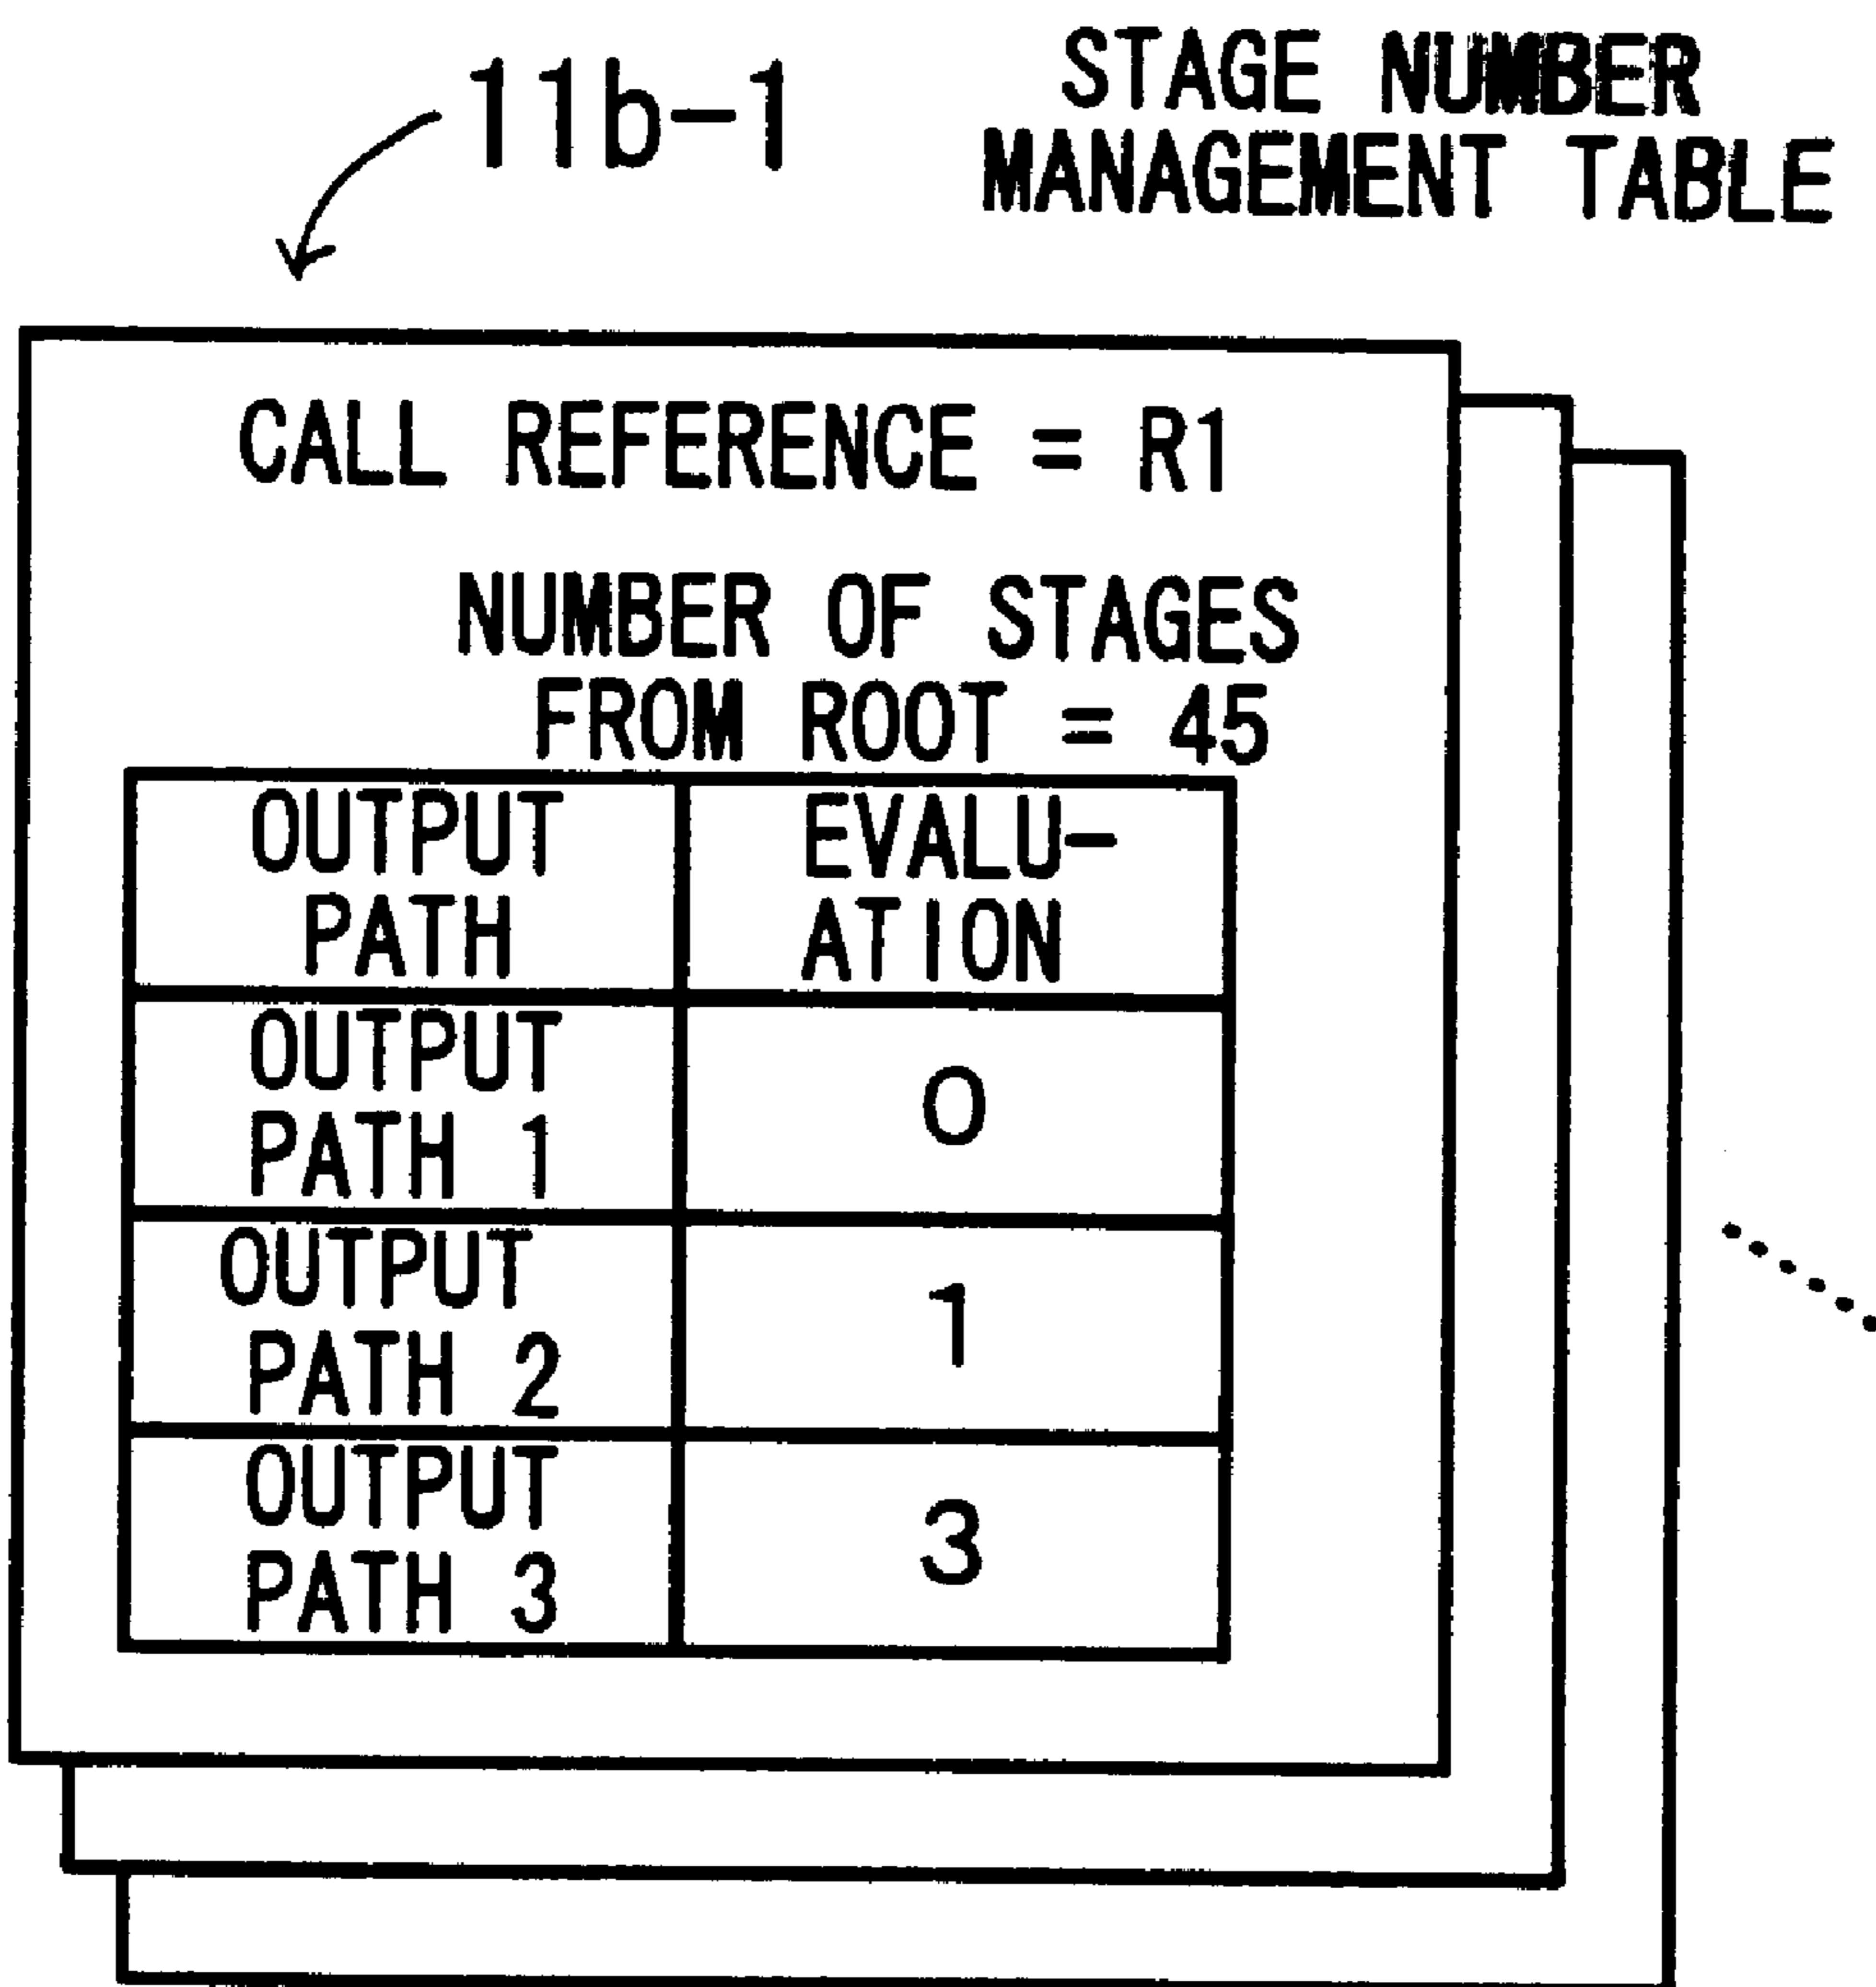 11b-1
STAGE NUMBER
MANAGEMENT TABLE
CALL REFERENCE = R1
NUMBER OF STAGES
FROM ROOT = 45
OUTPUT
PATH
EVALU-
ATION
OUTPUT
PATH 1
0
OUTPUT
PATH 2
1
OUTPUT
PATH 3
3